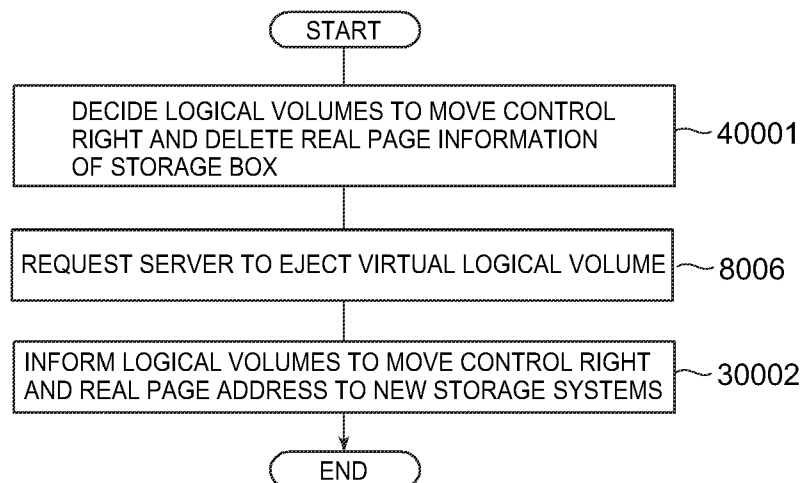 START
DECIDE LOGICAL VOLUMES TO MOVE CONTROL
RIGHT AND DELETE REAL PAGE INFORMATION
OF STORAGE BOX
40001
REQUEST SERVER TO EJECT VIRTUAL LOGICAL VOLUME
8006
INFORM LOGICAL VOLUMES TO MOVE CONTROL RIGHT
AND REAL PAGE ADDRESS TO NEW STORAGE SYSTEMS
30002
END